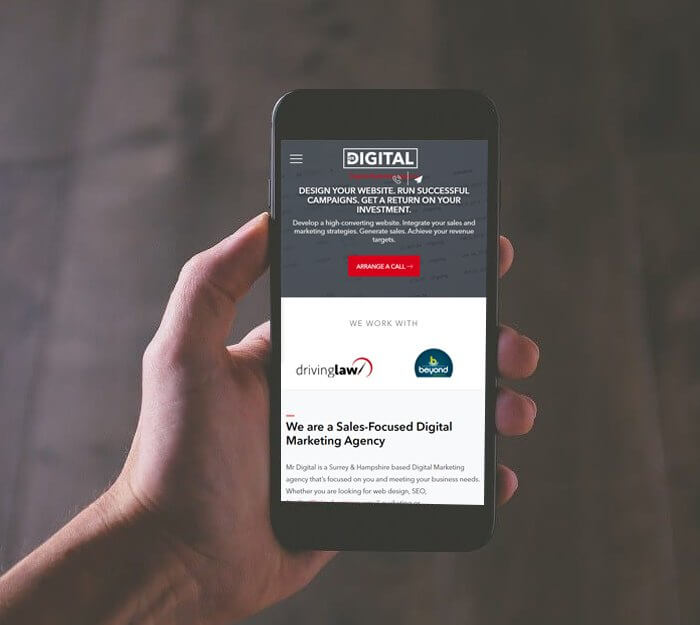 DIGITAL
DESIGN YOUR WEBSITE. RUN SUCCESSFUL
CAMPAIGNS. GET A RETURN ON YOUR
INVESTMENT.
Develop a high-converting website. Integrate your sales and
marketing strategies. Generate sales. Achieve your revenue
targets.
ARRANGE A CALL
WE WORK WITH
drivinglaw
beyond
We are a Sales-Focused Digital
Marketing Agency
Mr Digital is a Surrey & Hampshire based Digital Marketing
agency that's focused on you and meeting your business needs.
Whether you are looking for web design, SEO,